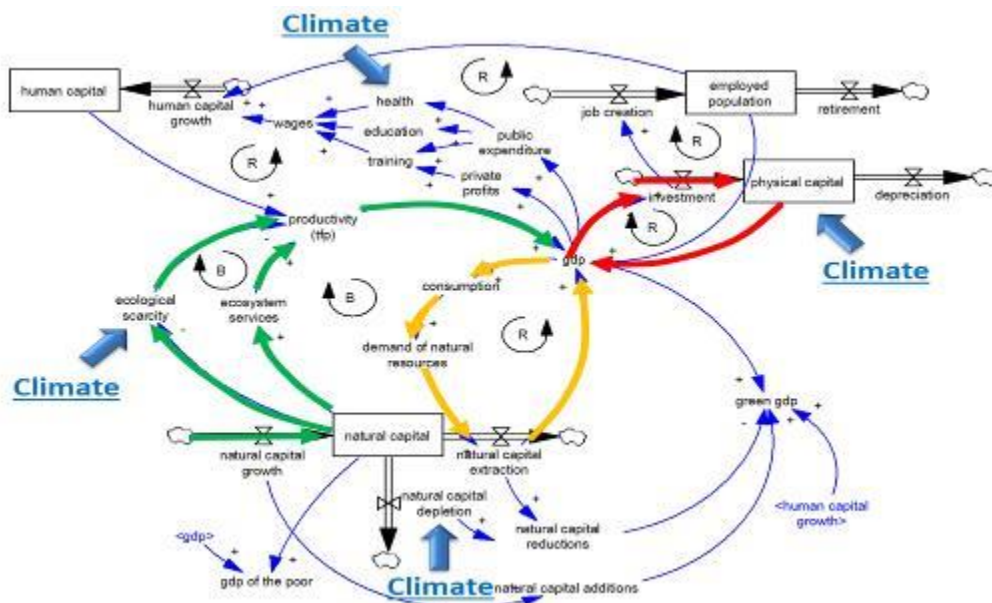 Climate
human capital
human capital
growth
health
wages
education
training
public
expenditure
private
profits
R
R
job creation
employed
population
retirement
R
investment
physical capital
depreciation
R
Climate
productivity
(tfp)
gdp
B
B
R
ecological
scarcity
ecosystem
services
consumption
demand of natural
resources
Climate
green gdp
natural capital
natural capital
growth
natural capital
extraction
natural capital
depletion
natural capital
reductions
<human capital
growth>
<gdp>
gdp of the poor
Climate
natural capital additions